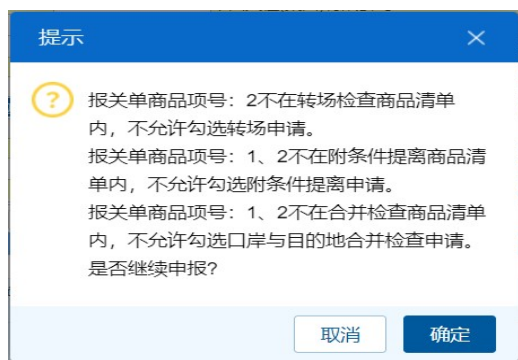 提示
报关单商品项号：2不在转场检查商品清单
内，不允许勾选转场申请。
报关单商品项号：1、2不在附条件提离商品清
单内，不允许勾选附条件提离申请。
报关单商品项号：1、2不在合并检查商品清单
内，不允许勾选口岸与目的地合并检查申请。
是否继续申报?
取消
确定